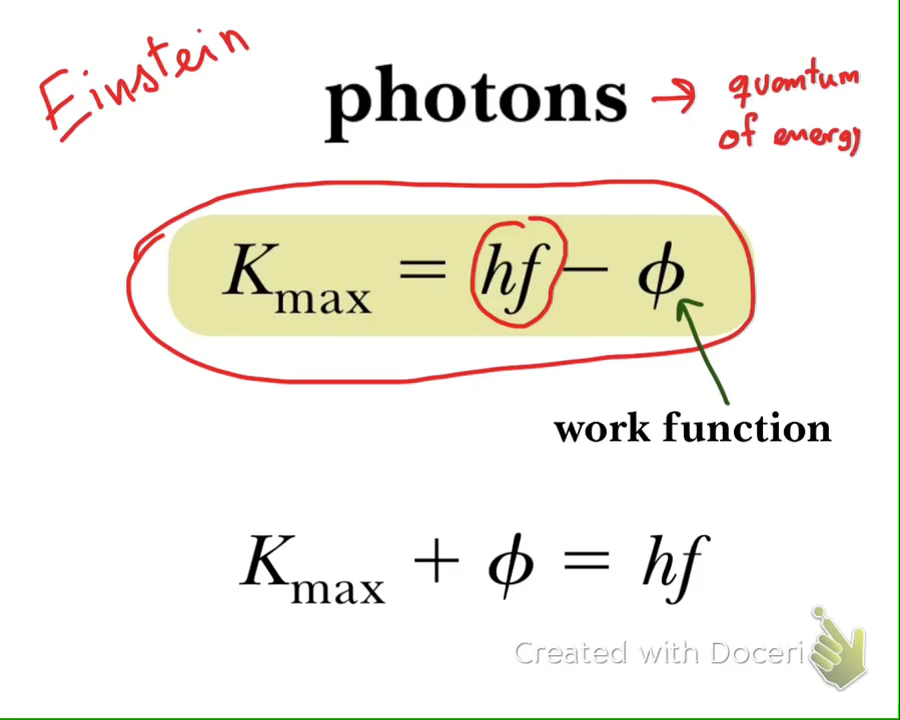 Einstein
photons → quantum
of energy
K_max = hf − ϕ
work function
K_max + ϕ = hf
Created with Doceri